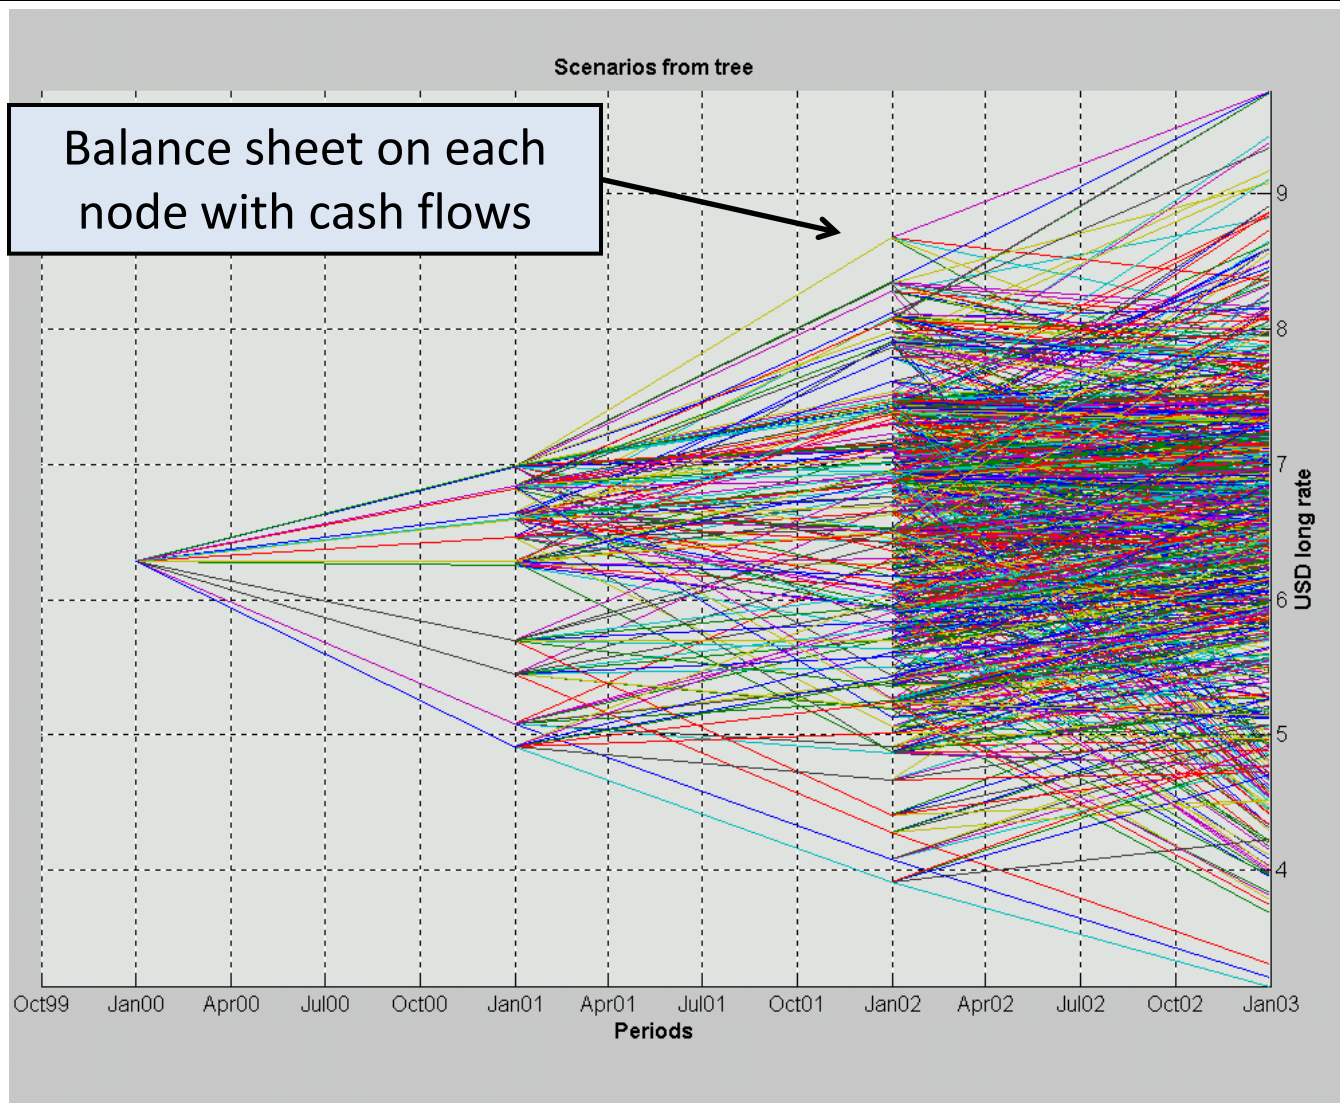 Scenarios from tree
Balance sheet on each
node with cash flows
9
8
7
6
5
4
USD long rate
Oct99 Jan00 Apr00 Jul00 Oct00 Jan01 Apr01 Jul01 Oct01 Jan02 Apr02 Jul02 Oct02 Jan03
Periods